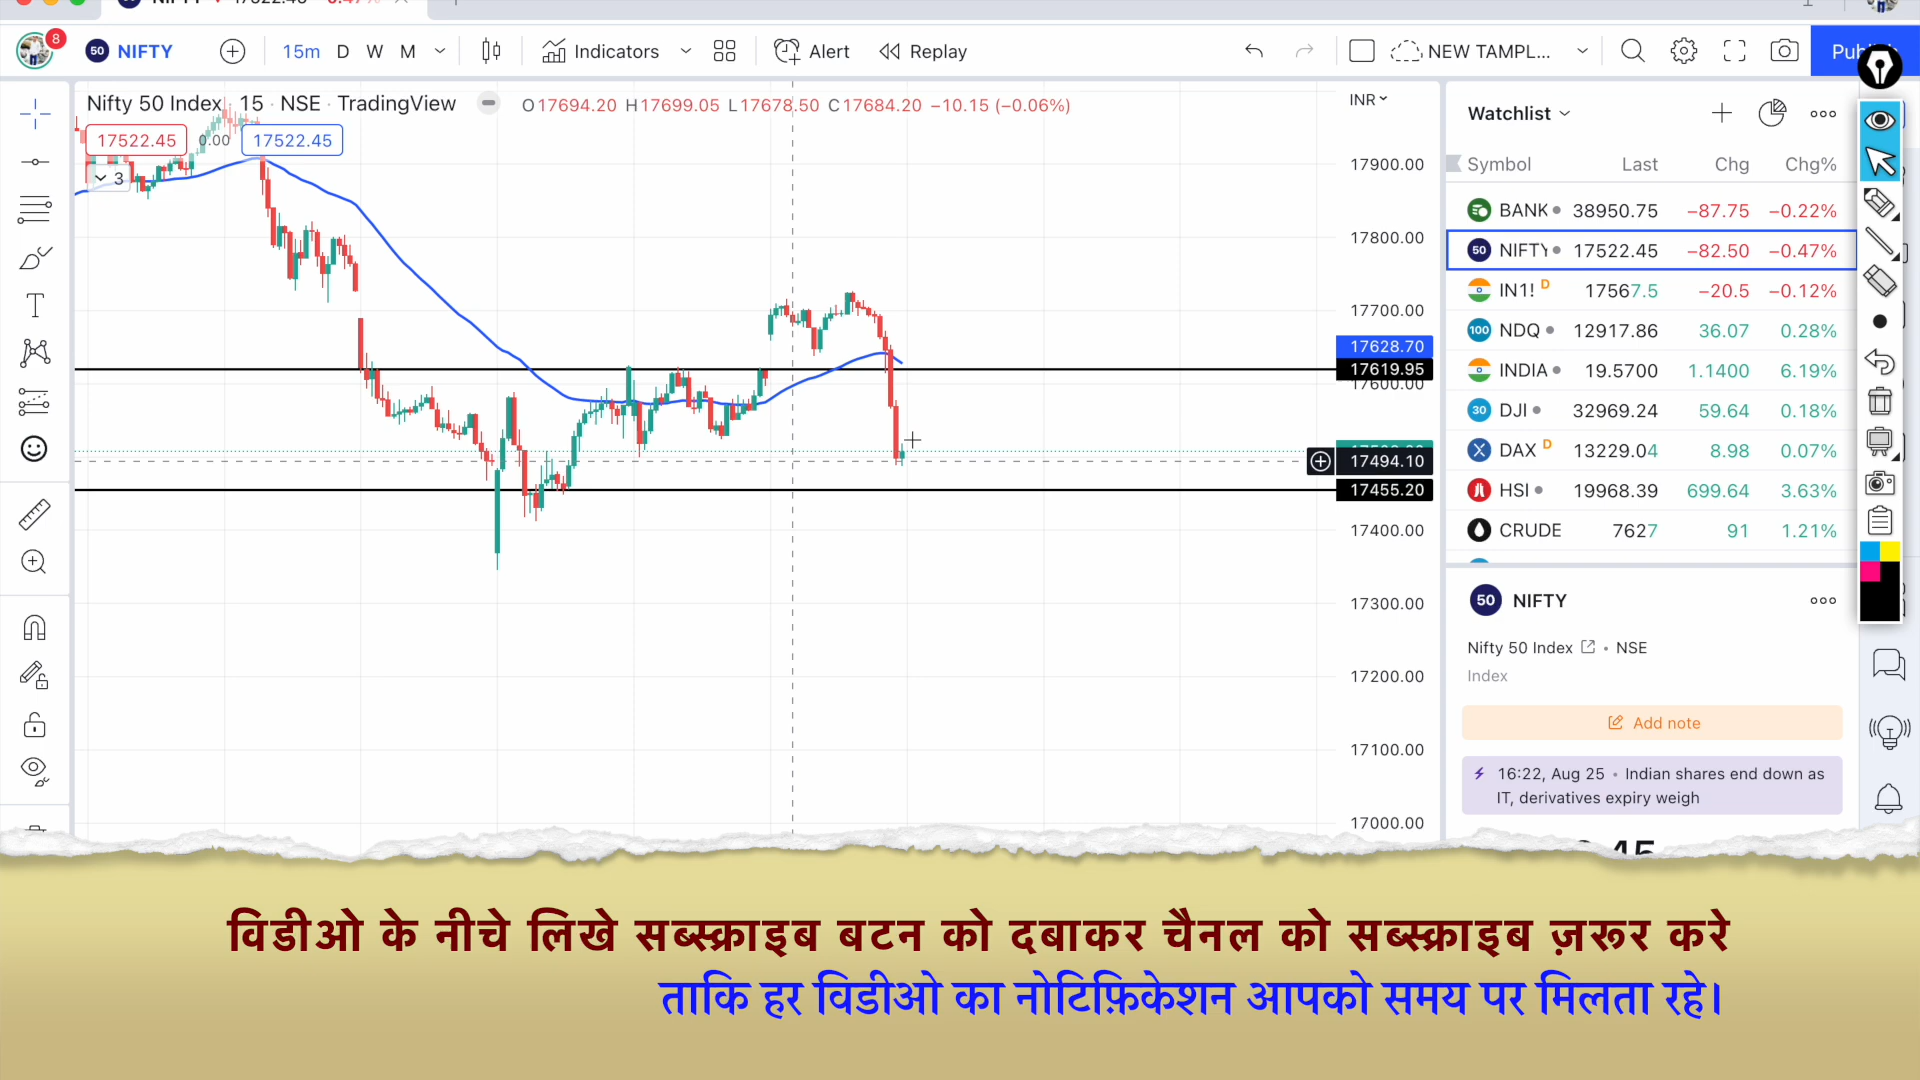 8
50 NIFTY
15m D W M
Indicators
Alert
Replay
NEW TAMPL...
Nifty 50 Index · 15 · NSE · TradingView
O17694.20 H17699.05 L17678.50 C17684.20 −10.15 (−0.06%)
17522.45 0.00 17522.45
3
INR
17900.00
17800.00
17700.00
17628.70
17619.95
17600.00
17494.10
17455.20
17400.00
17300.00
17200.00
17100.00
17000.00
Watchlist
Symbol Last Chg Chg%
BANK 38950.75 −87.75 −0.22%
50 NIFTY 17522.45 −82.50 −0.47%
IN1! D 17567.5 −20.5 −0.12%
100 NDQ 12917.86 36.07 0.28%
INDIA 19.5700 1.1400 6.19%
30 DJI 32969.24 59.64 0.18%
DAX D 13229.04 8.98 0.07%
HSI 19968.39 699.64 3.63%
CRUDE 7627 91 1.21%
50 NIFTY
Nifty 50 Index • NSE
Index
Add note
16:22, Aug 25 • Indian shares end down as
IT, derivatives expiry weigh
विडीओ के नीचे लिखे सब्स्क्राइब बटन को दबाकर चैनल को सब्स्क्राइब ज़रूर करे
ताकि हर विडीओ का नोटिफ़िकेशन आपको समय पर मिलता रहे।